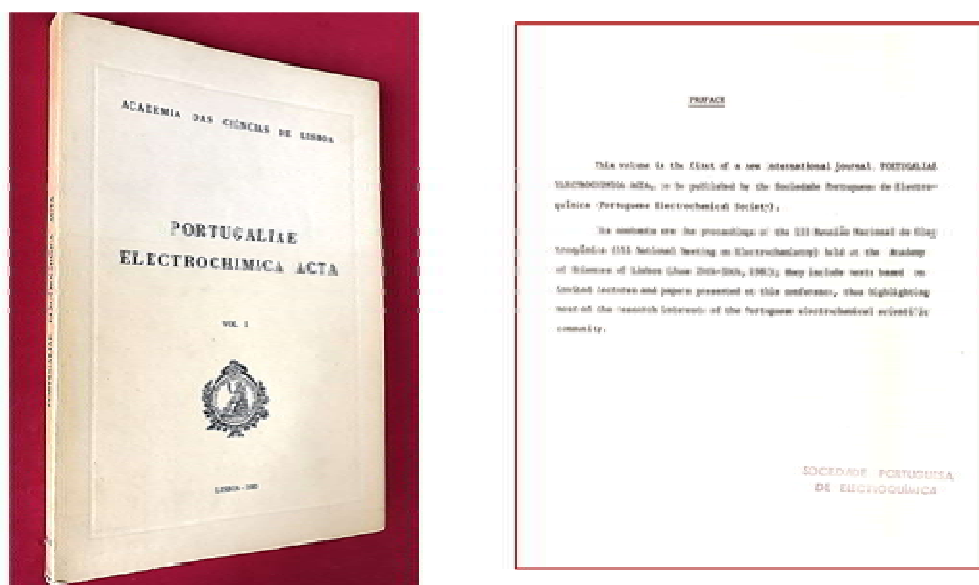 ACADEMIA DAS CIÊNCIAS DE LISBOA
PORTUGALIAE
ELECTROCHIMICA ACTA
VOL. I
LISBOA -
PORTUGALIAE ELECTROCHIMICA ACTA
PREFACE
This volume is the first of a new international journal, PORTUGALIAE
ELECTROCHIMICA ACTA, to be published by the Sociedade Portuguesa de Electro-
química (Portuguese Electrochemical Society).
Its contents are the proceedings of the III Reunião Nacional de Elec
troquímica (III National Meeting on Electrochemistry) held at the Academy
of Sciences of Lisbon they include texts based on
invited lectures and papers presented at this conference, thus highlighting
most of the research interests of the Portuguese electrochemical scientific
community.
SOCIEDADE PORTUGUESA
DE ELECTROQUÍMICA